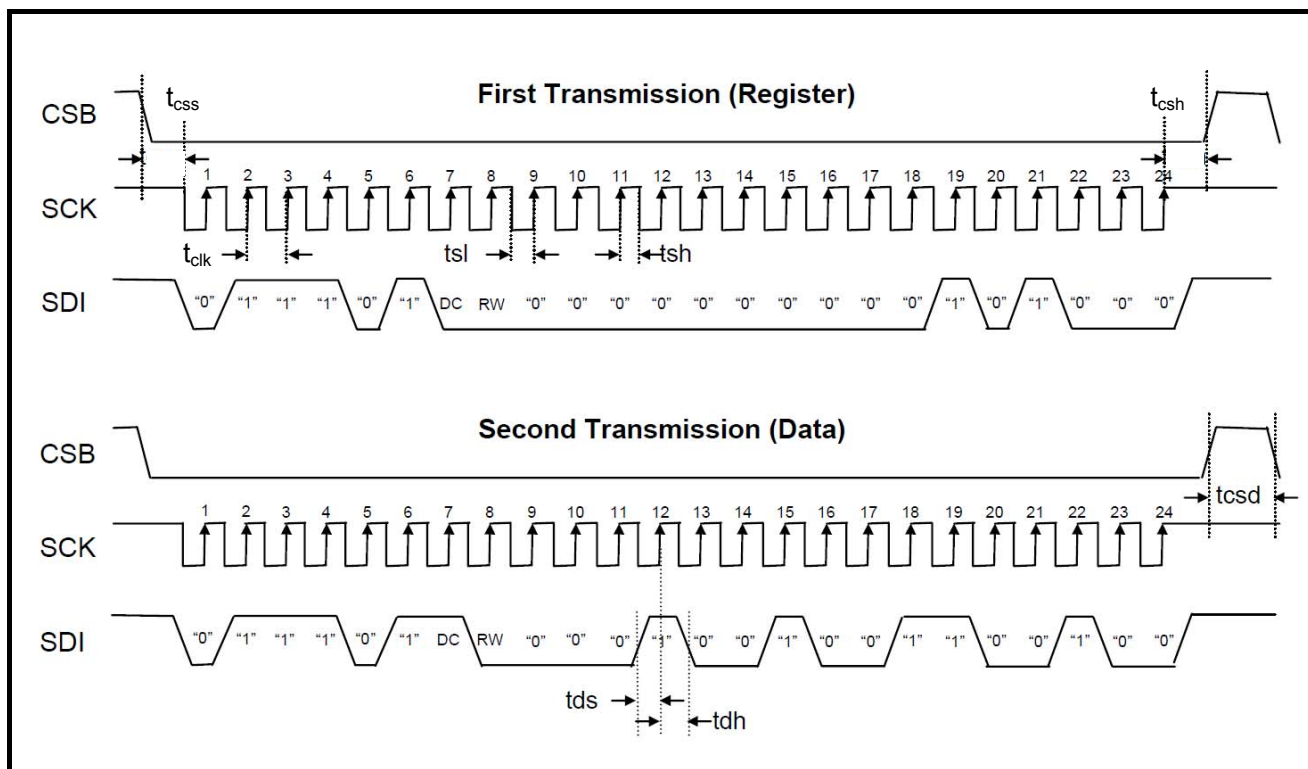 First Transmission (Register)
tcss
tcsh
CSB
1 2 3 4 5 6 7 8 9 10 11 12 13 14 15 16 17 18 19 20 21 22 23 24
SCK
tclk
tsl
tsh
SDI
“0” “1” “1” “1” “0” “1” DC RW “0” “0” “0” “0” “0” “0” “0” “0” “0” “0” “1” “0” “1” “0” “0” “0”
Second Transmission (Data)
CSB
tcsd
1 2 3 4 5 6 7 8 9 10 11 12 13 14 15 16 17 18 19 20 21 22 23 24
SCK
SDI
“0” “1” “1” “1” “0” “1” DC RW “0” “0” “0” “1” “0” “0” “1” “0” “0” “1” “1” “0” “0” “1” “0” “0”
tds
tdh